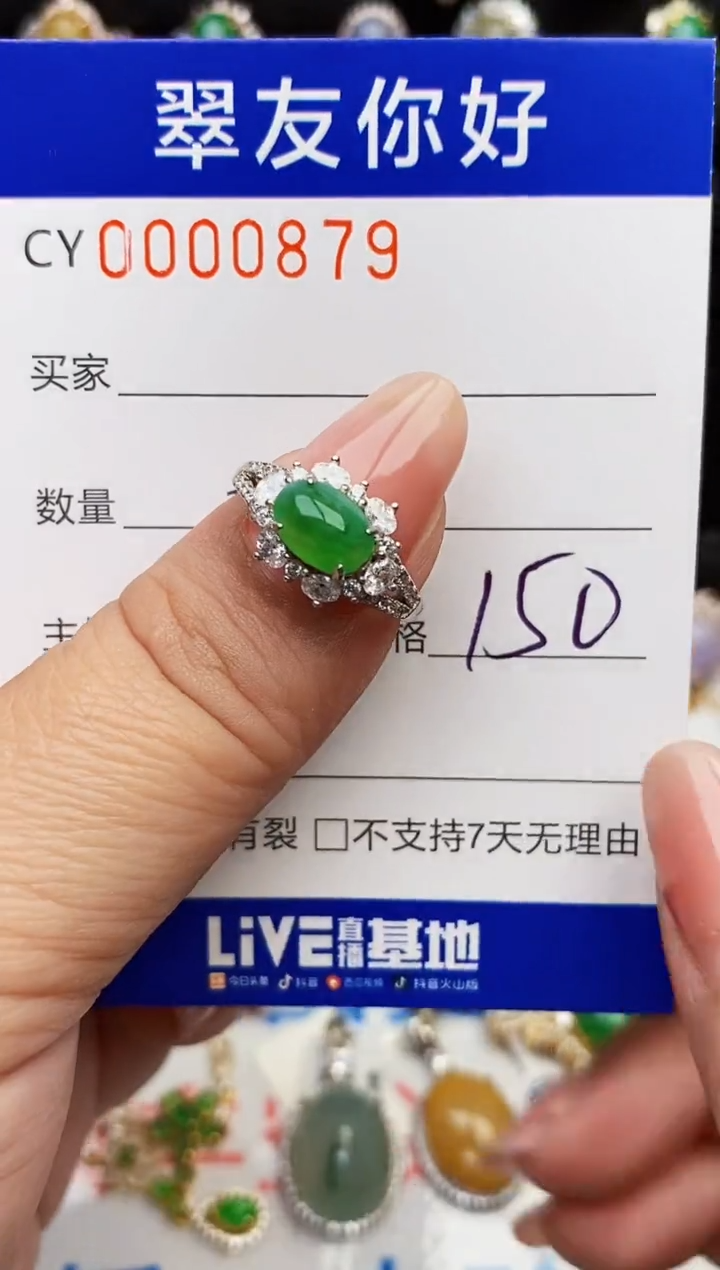 翠友你好
CY0000879
买家
数量
主 格 150
有裂 □不支持7天无理由
LiVE直播基地
今日头条 抖音 西瓜视频 抖音火山版